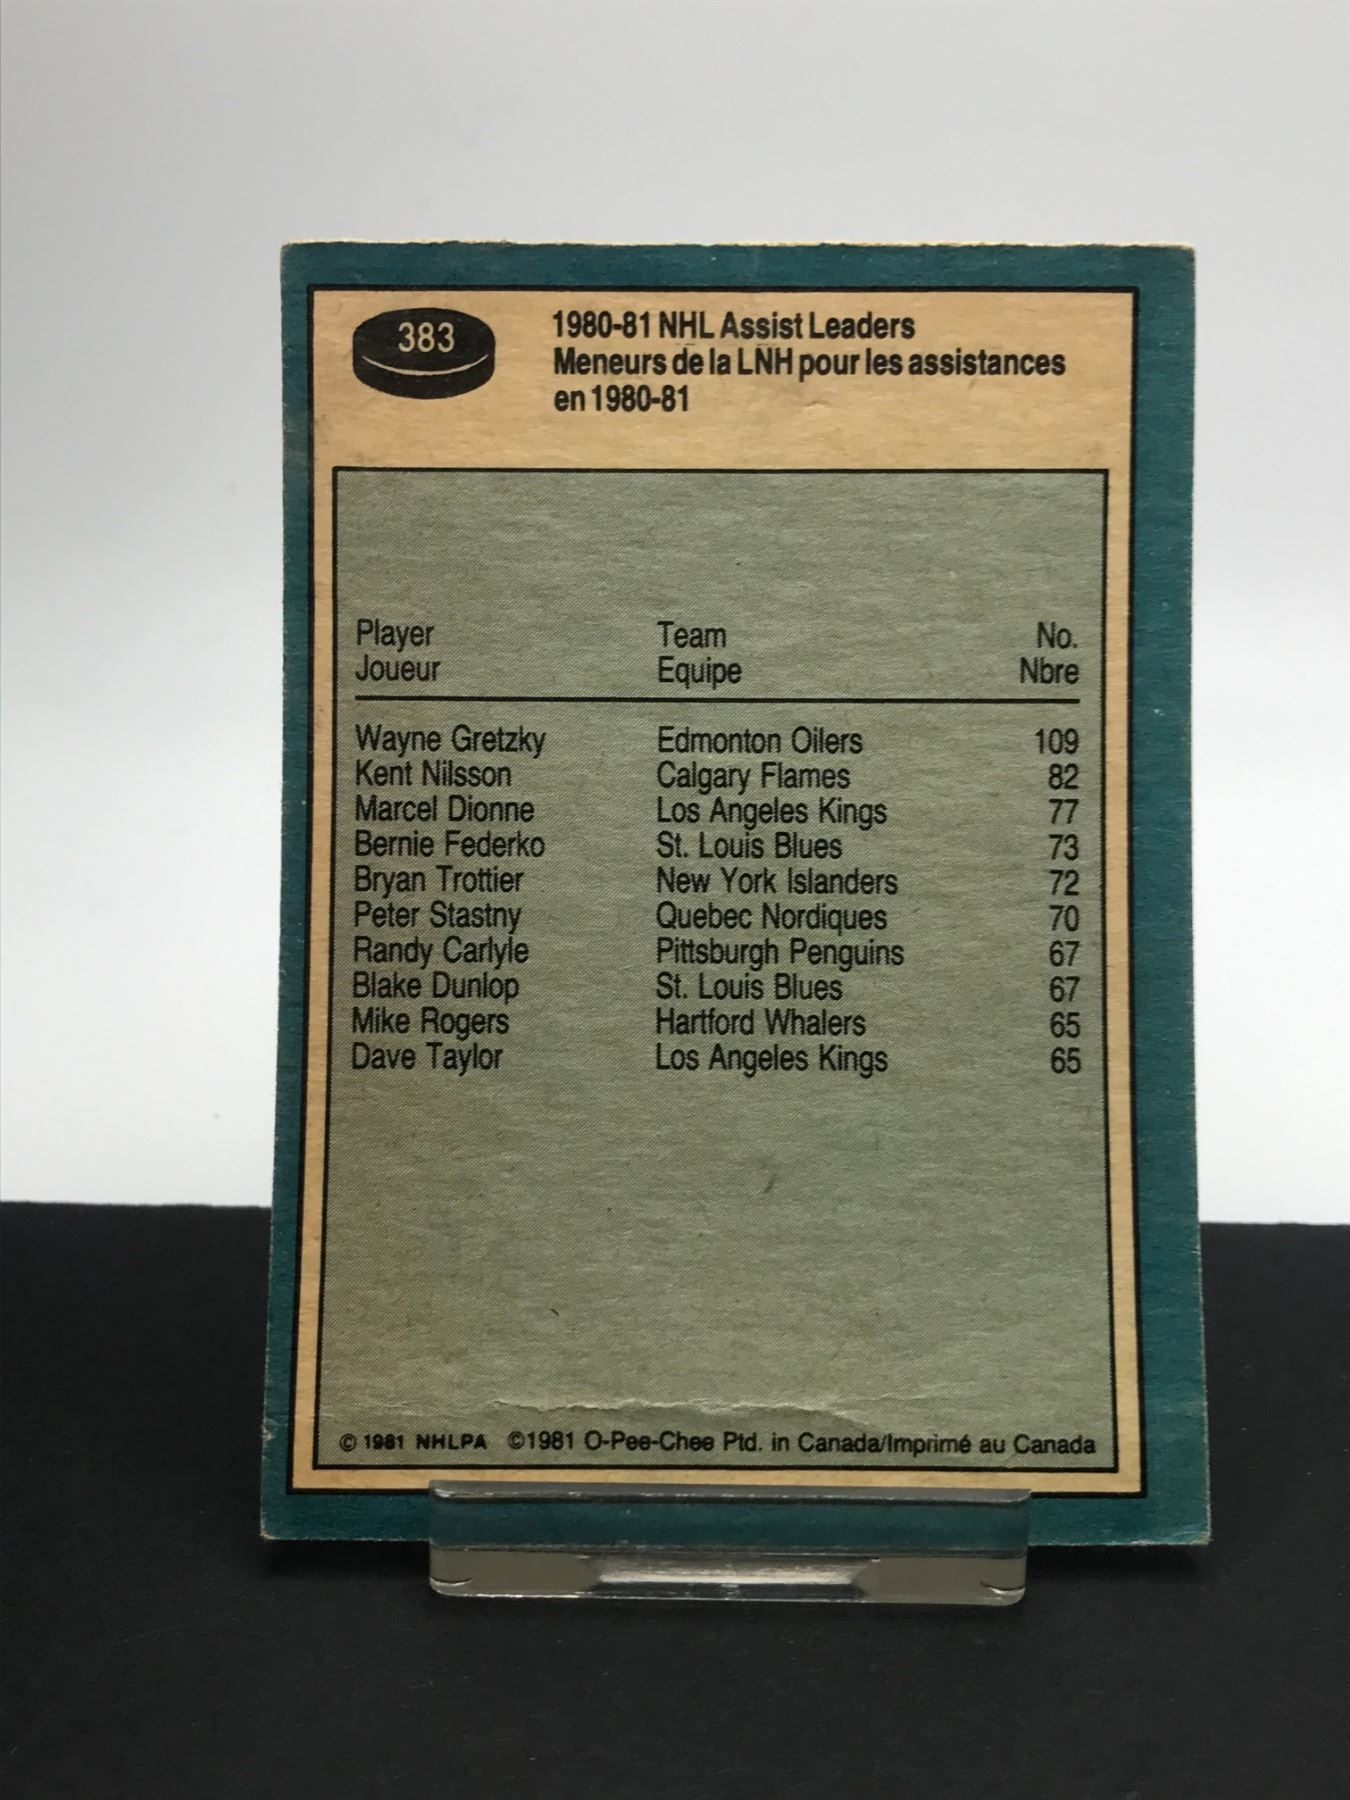 383
1980-81 NHL Assist Leaders
Meneurs de la LNH pour les assistances
en 1980-81
Player Team No.
Joueur Equipe Nbre
Wayne Gretzky Edmonton Oilers 109
Kent Nilsson Calgary Flames 82
Marcel Dionne Los Angeles Kings 77
Bernie Federko St. Louis Blues 73
Bryan Trottier New York Islanders 72
Peter Stastny Quebec Nordiques 70
Randy Carlyle Pittsburgh Penguins 67
Blake Dunlop St. Louis Blues 67
Mike Rogers Hartford Whalers 65
Dave Taylor Los Angeles Kings 65
© 1981 NHLPA ©1981 O-Pee-Chee Ptd. in Canada/Imprimé au Canada